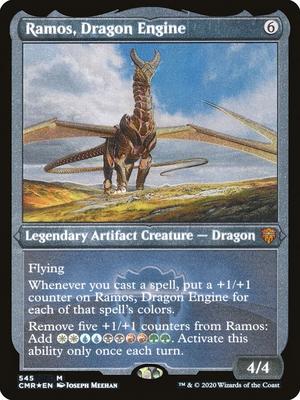 Ramos, Dragon Engine 6
Legendary Artifact Creature — Dragon
Flying
Whenever you cast a spell, put a +1/+1
counter on Ramos, Dragon Engine for
each of that spell's colors.
Remove five +1/+1 counters from Ramos:
Add . Activate this
ability only once each turn.
4/4
545 M
CMR★EN JOSEPH MEEHAN
™ & © 2020 Wizards of the Coast